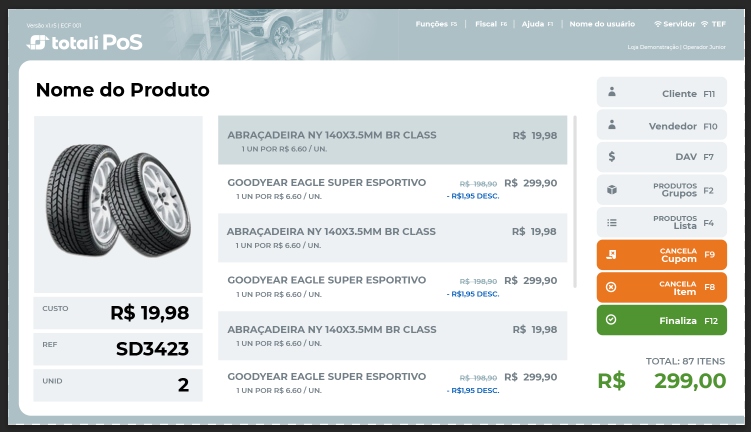 Versão v1.15 | ECF 001
Funções F5 | Fiscal F6 | Ajuda F1 | Nome do usuário Servidor TEF
totali PoS
Loja Demonstração | Operador Junior
Nome do Produto
ABRAÇADEIRA NY 140X3.5MM BR CLASS R$ 19,98
1 UN POR R$ 6.60 / UN.
GOODYEAR EAGLE SUPER ESPORTIVO R$ 198,90 R$ 299,90
1 UN POR R$ 6.60 / UN. - R$1,95 DESC.
ABRAÇADEIRA NY 140X3.5MM BR CLASS R$ 19,98
1 UN POR R$ 6.60 / UN.
GOODYEAR EAGLE SUPER ESPORTIVO R$ 198,90 R$ 299,90
1 UN POR R$ 6.60 / UN. - R$1,95 DESC.
ABRAÇADEIRA NY 140X3.5MM BR CLASS R$ 19,98
1 UN POR R$ 6.60 / UN.
GOODYEAR EAGLE SUPER ESPORTIVO R$ 198,90 R$ 299,90
1 UN POR R$ 6.60 / UN. - R$1,95 DESC.
CUSTO R$ 19,98
REF SD3423
UNID 2
Cliente F11
Vendedor F10
DAV F7
PRODUTOS
Grupos F2
PRODUTOS
Lista F4
CANCELA
Cupom F9
CANCELA
Item F8
Finaliza F12
TOTAL: 87 ITENS
R$ 299,00